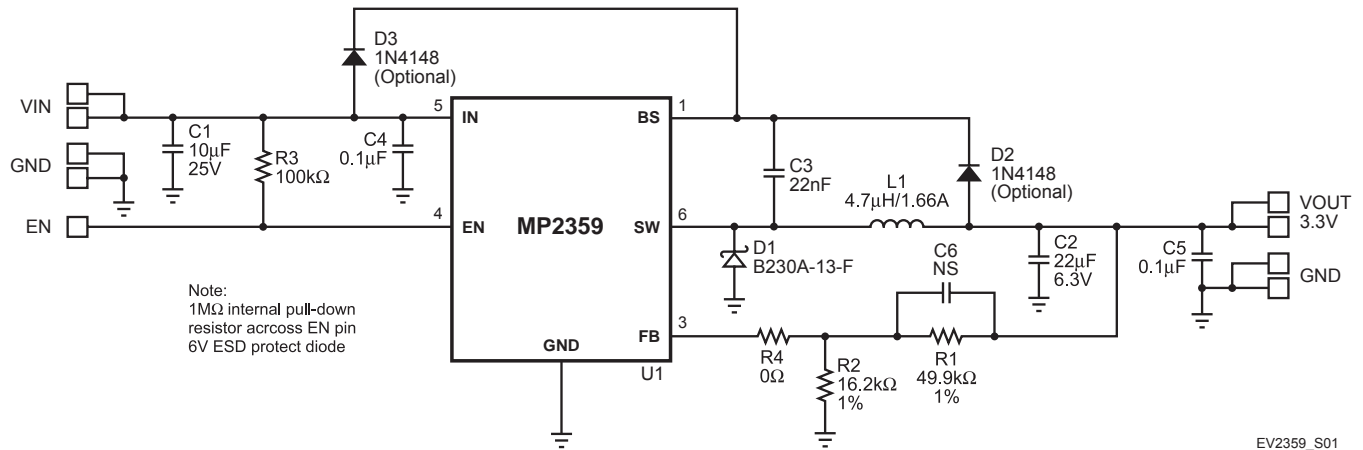 D3
1N4148
(Optional)
VIN
GND
EN
C1
10μF
25V
R3
100kΩ
C4
0.1μF
5
IN
4
EN
MP2359
BS
1
SW
6
FB
3
GND
U1
C3
22nF
D2
1N4148
(Optional)
L1
4.7μH/1.66A
D1
B230A-13-F
C6
NS
C2
22μF
6.3V
C5
0.1μF
VOUT
3.3V
GND
R4
0Ω
R2
16.2kΩ
1%
R1
49.9kΩ
1%
Note:
1MΩ internal pull-down
resistor acrcoss EN pin
6V ESD protect diode
EV2359_S01